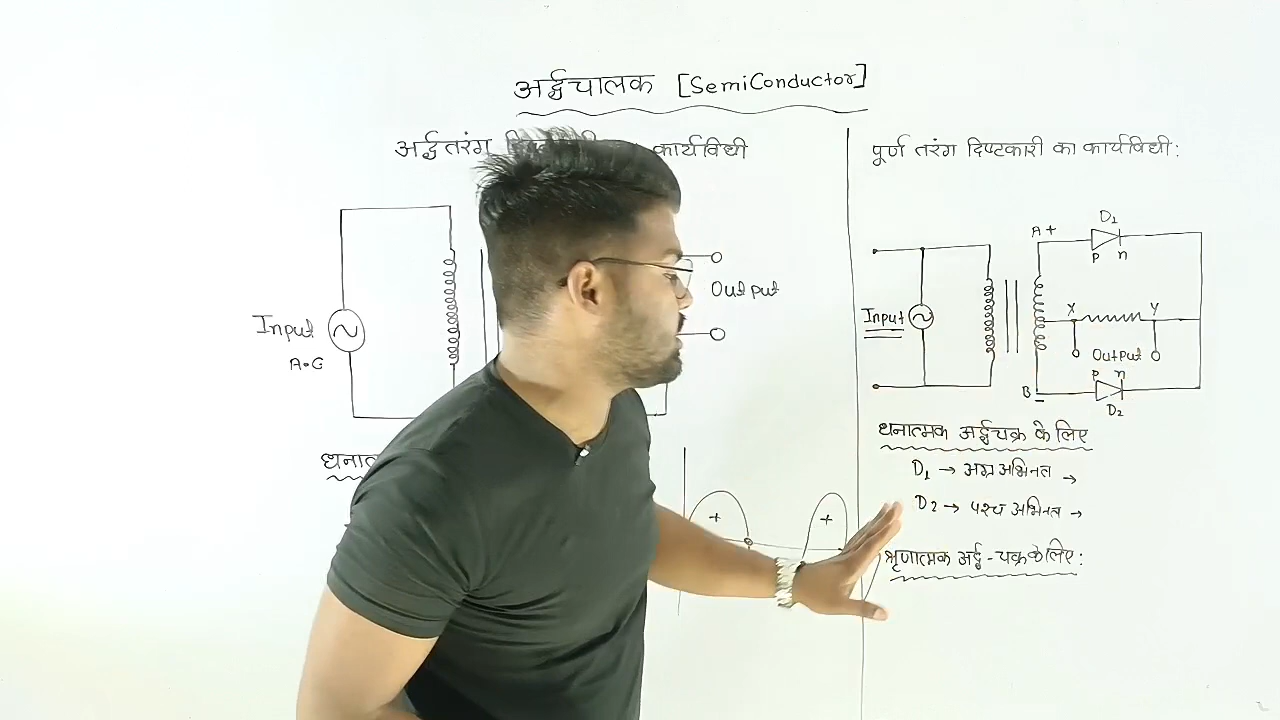 अर्द्धचालक [SemiConductor]
अर्द्धतरंग कार्यविधी
Input
A.C
Output
धनात
+ +
पूर्ण तरंग दिष्टकारी का कार्यविधी:
D1
A+
P n
Input
X Y
Output
P n
B -
D2
धनात्मक अर्द्धचक्र के लिए
D1 → अग्र अभिनत →
D2 → पश्च अभिनत →
श्रृणात्मक अर्द्ध-चक्र के लिए: